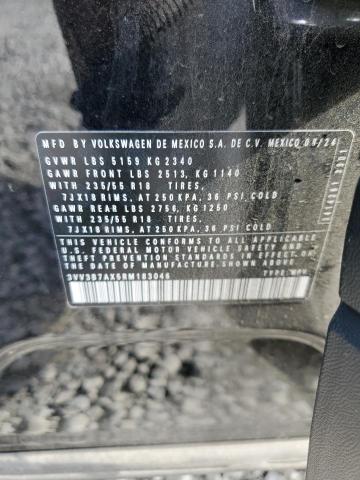 MFD BY VOLKSWAGEN DE MEXICO S.A. DE C.V. MEXICO
GVWR LBS 5159 KG 2340
GAWR FRONT LBS 2513, KG 1140
WITH 235/55 R18 TIRES,
7JX18 RIMS, AT 250 KPA, 36 PSI COLD
GAWR REAR LBS 2756, KG 1250
WITH 235/55 R18 TIRES,
7JX18 RIMS, AT 250 KPA, 36 PSI COLD
THIS VEHICLE CONFORMS TO ALL APPLICABLE
U.S. FEDERAL MOTOR VEHICLE SAFETY AND
THEFT PREVENTION STANDARDS IN EFFECT ON
THE DATE OF MANUFACTURE SHOWN ABOVE
3VVSB7AX5RM183046 TYPE: MPV